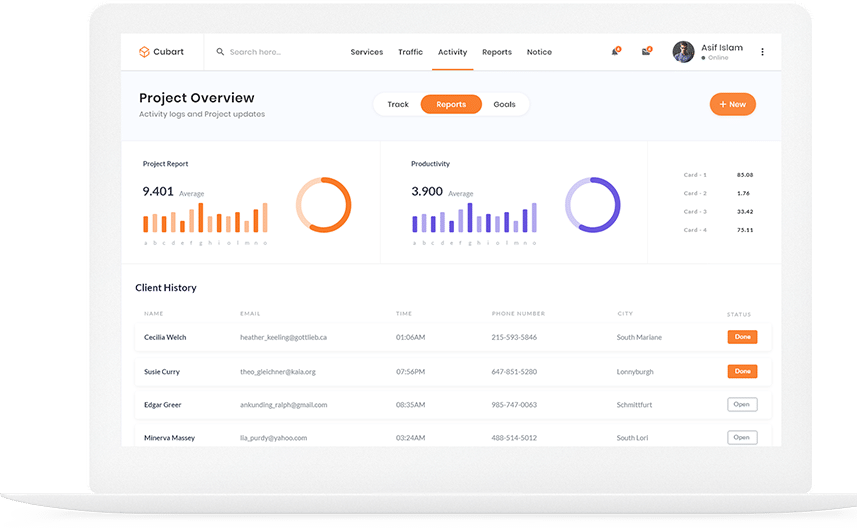 Cubart
Search here...
Services Traffic Activity Reports Notice
Asif Islam
Online
Project Overview
Activity logs and Project updates
Track Reports Goals
+ New
Project Report
9.401 Average
a b c d e f g h i o l m n o
Productivity
3.900 Average
a b c d e f g h i o l m n o
Card - 1 85.08
Card - 2 1.76
Card - 3 33.42
Card - 4 75.11
Client History
NAME EMAIL TIME PHONE NUMBER CITY STATUS
Cecilia Welch heather_keeling@gottlieb.ca 01:06AM 215-593-5846 South Mariane Done
Susie Curry theo_gleichner@kaia.org 07:56PM 647-851-5280 Lonnyburgh Done
Edgar Greer ankunding_ralph@gmail.com 08:35AM 985-747-0063 Schmittfurt Open
Minerva Massey lia_purdy@yahoo.com 03:24AM 488-514-5012 South Lori Open